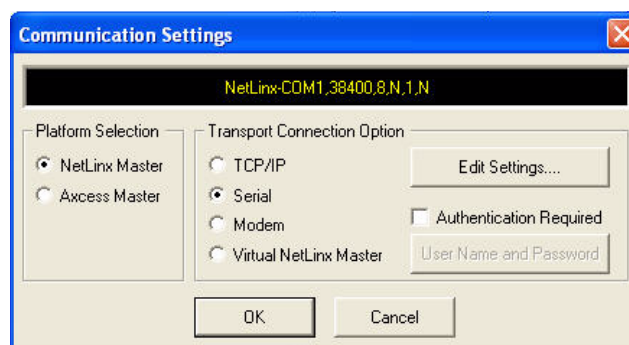 Communication Settings
NetLinx-COM1,38400,8,N,1,N
Platform Selection
NetLinx Master
Axcess Master
Transport Connection Option
TCP/IP
Serial
Modem
Virtual NetLinx Master
Edit Settings....
Authentication Required
User Name and Password
OK
Cancel